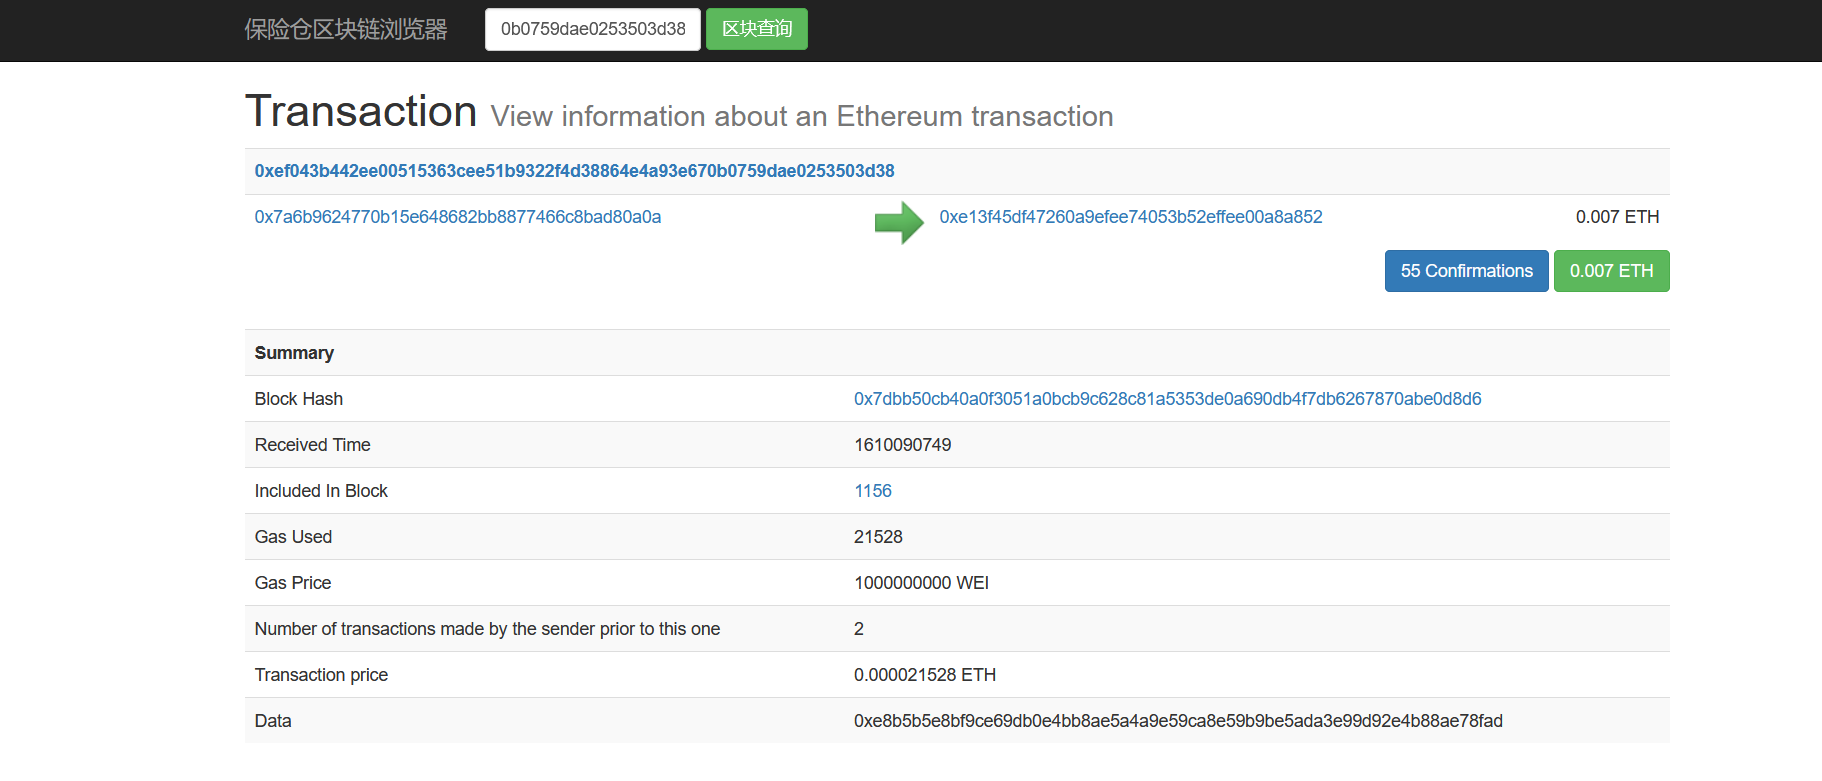 保险仓区块链浏览器 0b0759dae0253503d38 区块查询
Transaction View information about an Ethereum transaction
0xef043b442ee00515363cee51b9322f4d38864e4a93e670b0759dae0253503d38
0x7a6b9624770b15e648682bb8877466c8bad80a0a 0xe13f45df47260a9efee74053b52effee00a8a852 0.007 ETH
55 Confirmations 0.007 ETH
Summary
Block Hash 0x7dbb50cb40a0f3051a0bcb9c628c81a5353de0a690db4f7db6267870abe0d8d6
Received Time 1610090749
Included In Block 1156
Gas Used 21528
Gas Price 1000000000 WEI
Number of transactions made by the sender prior to this one 2
Transaction price 0.000021528 ETH
Data 0xe8b5b5e8bf9ce69db0e4bb8ae5a4a9e59ca8e59b9be5ada3e99d92e4b88ae78fad